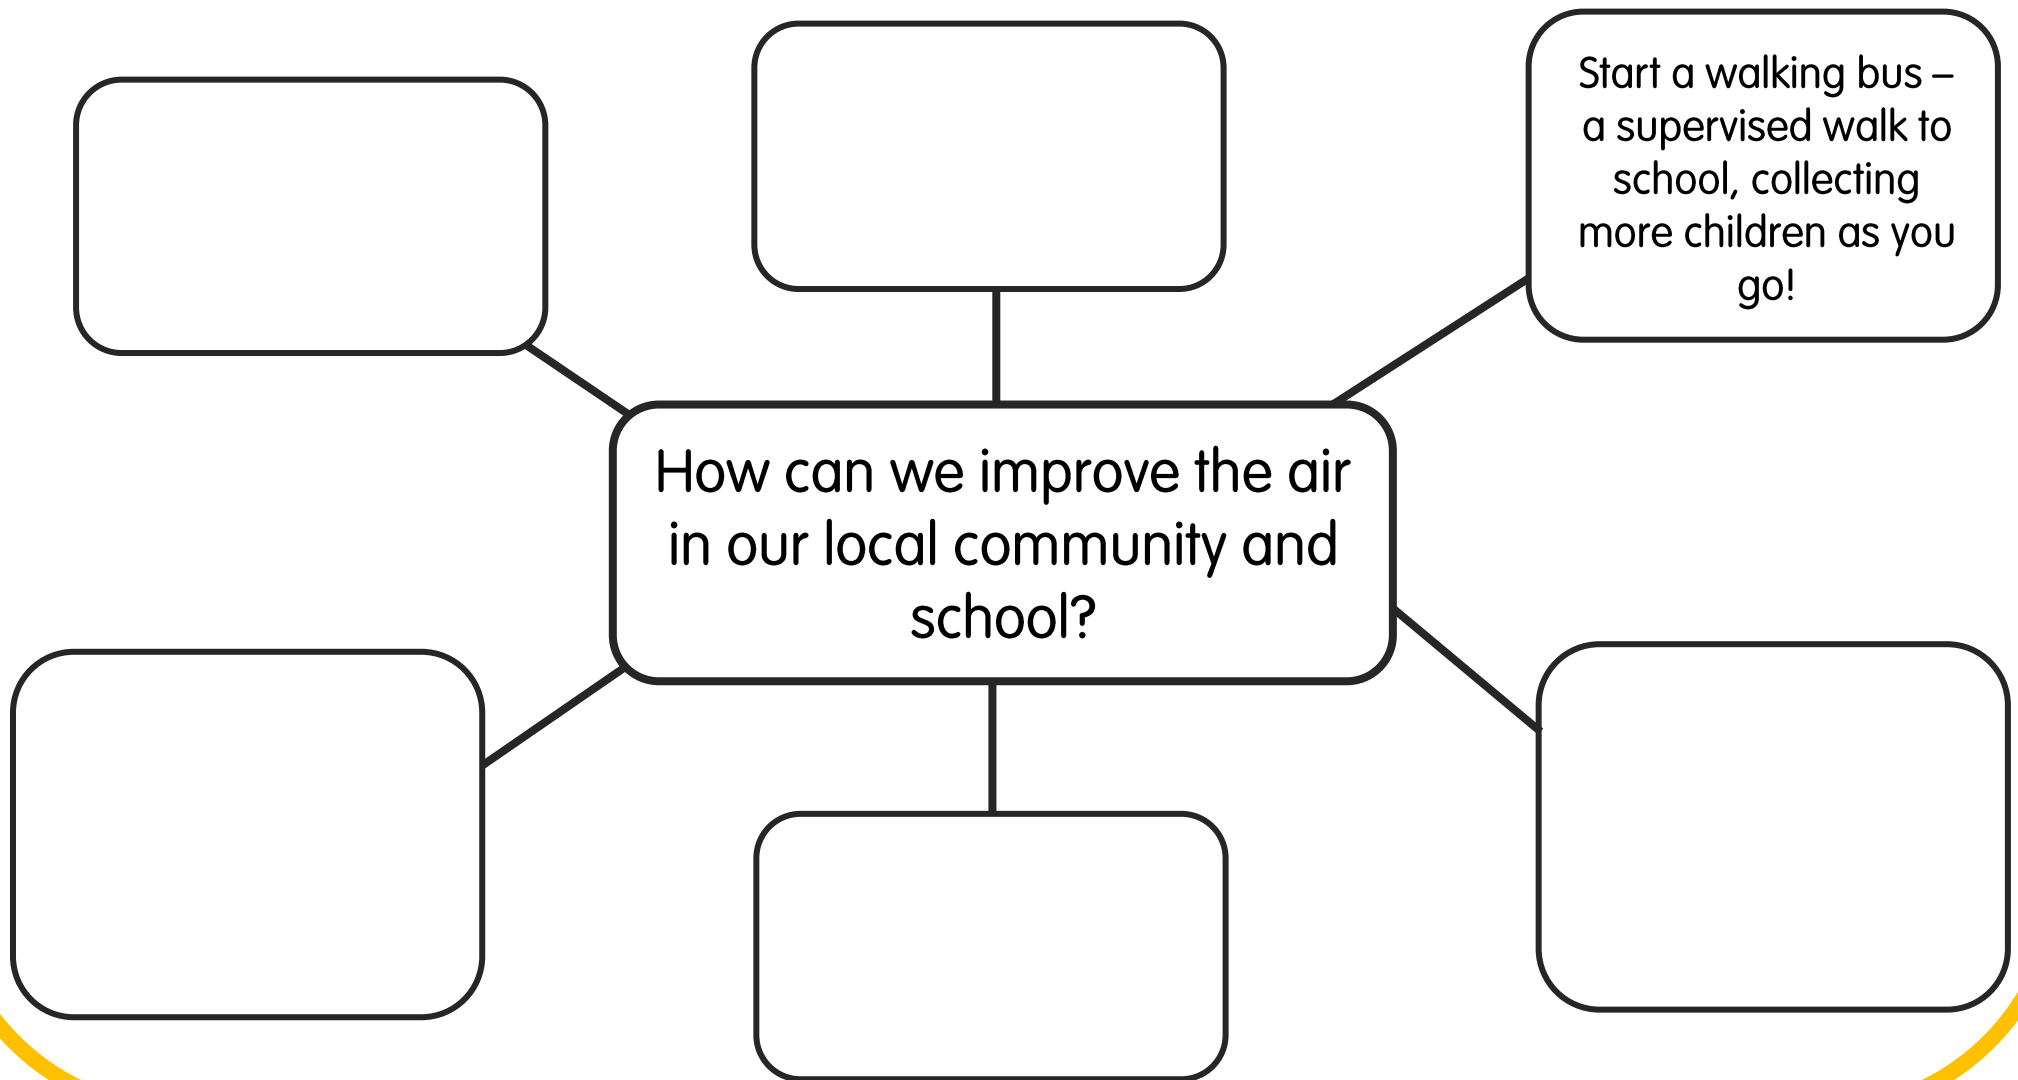 Start a walking bus –
a supervised walk to
school, collecting
more children as you
go!
How can we improve the air
in our local community and
school?